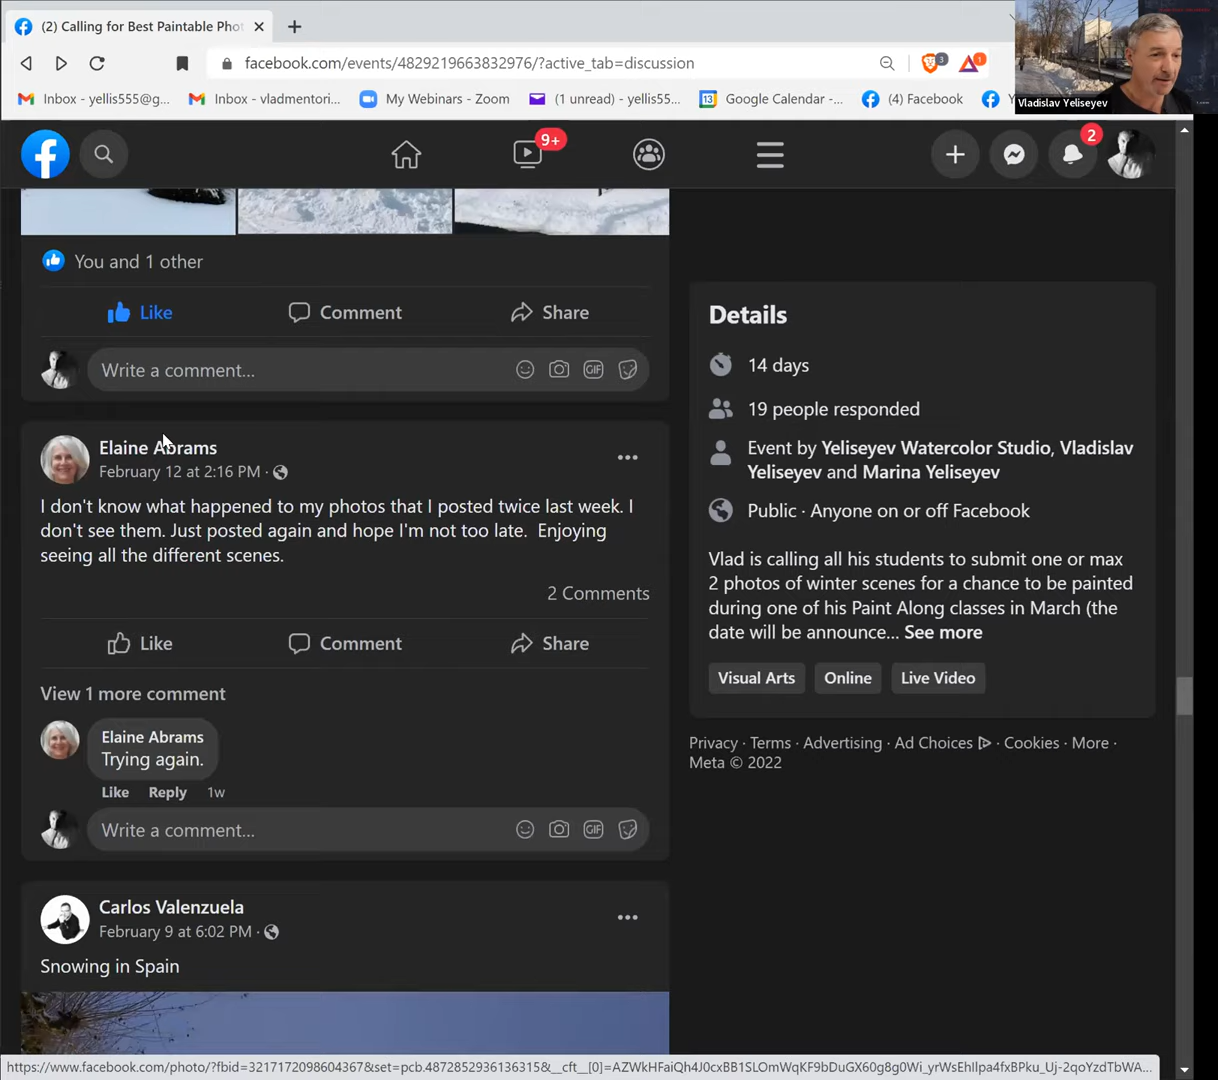 (2) Calling for Best Paintable Phot
facebook.com/events/4829219663832976/?active_tab=discussion
3
1
Inbox - yellis555@g...
Inbox - vladmentori...
My Webinars - Zoom
(1 unread) - yellis55...
Google Calendar -...
(4) Facebook
Vladislav Yeliseyev
9+
2
You and 1 other
Like
Comment
Share
Write a comment...
GIF
Elaine Abrams
February 12 at 2:16 PM ·
I don't know what happened to my photos that I posted twice last week. I
don't see them. Just posted again and hope I'm not too late. Enjoying
seeing all the different scenes.
2 Comments
Like
Comment
Share
View 1 more comment
Elaine Abrams
Trying again.
Like Reply 1w
Write a comment...
GIF
Carlos Valenzuela
February 9 at 6:02 PM ·
Snowing in Spain
Details
14 days
19 people responded
Event by Yeliseyev Watercolor Studio, Vladislav
Yeliseyev and Marina Yeliseyev
Public · Anyone on or off Facebook
Vlad is calling all his students to submit one or max
2 photos of winter scenes for a chance to be painted
during one of his Paint Along classes in March (the
date will be announce... See more
Visual Arts
Online
Live Video
Privacy · Terms · Advertising · Ad Choices · Cookies · More ·
Meta © 2022